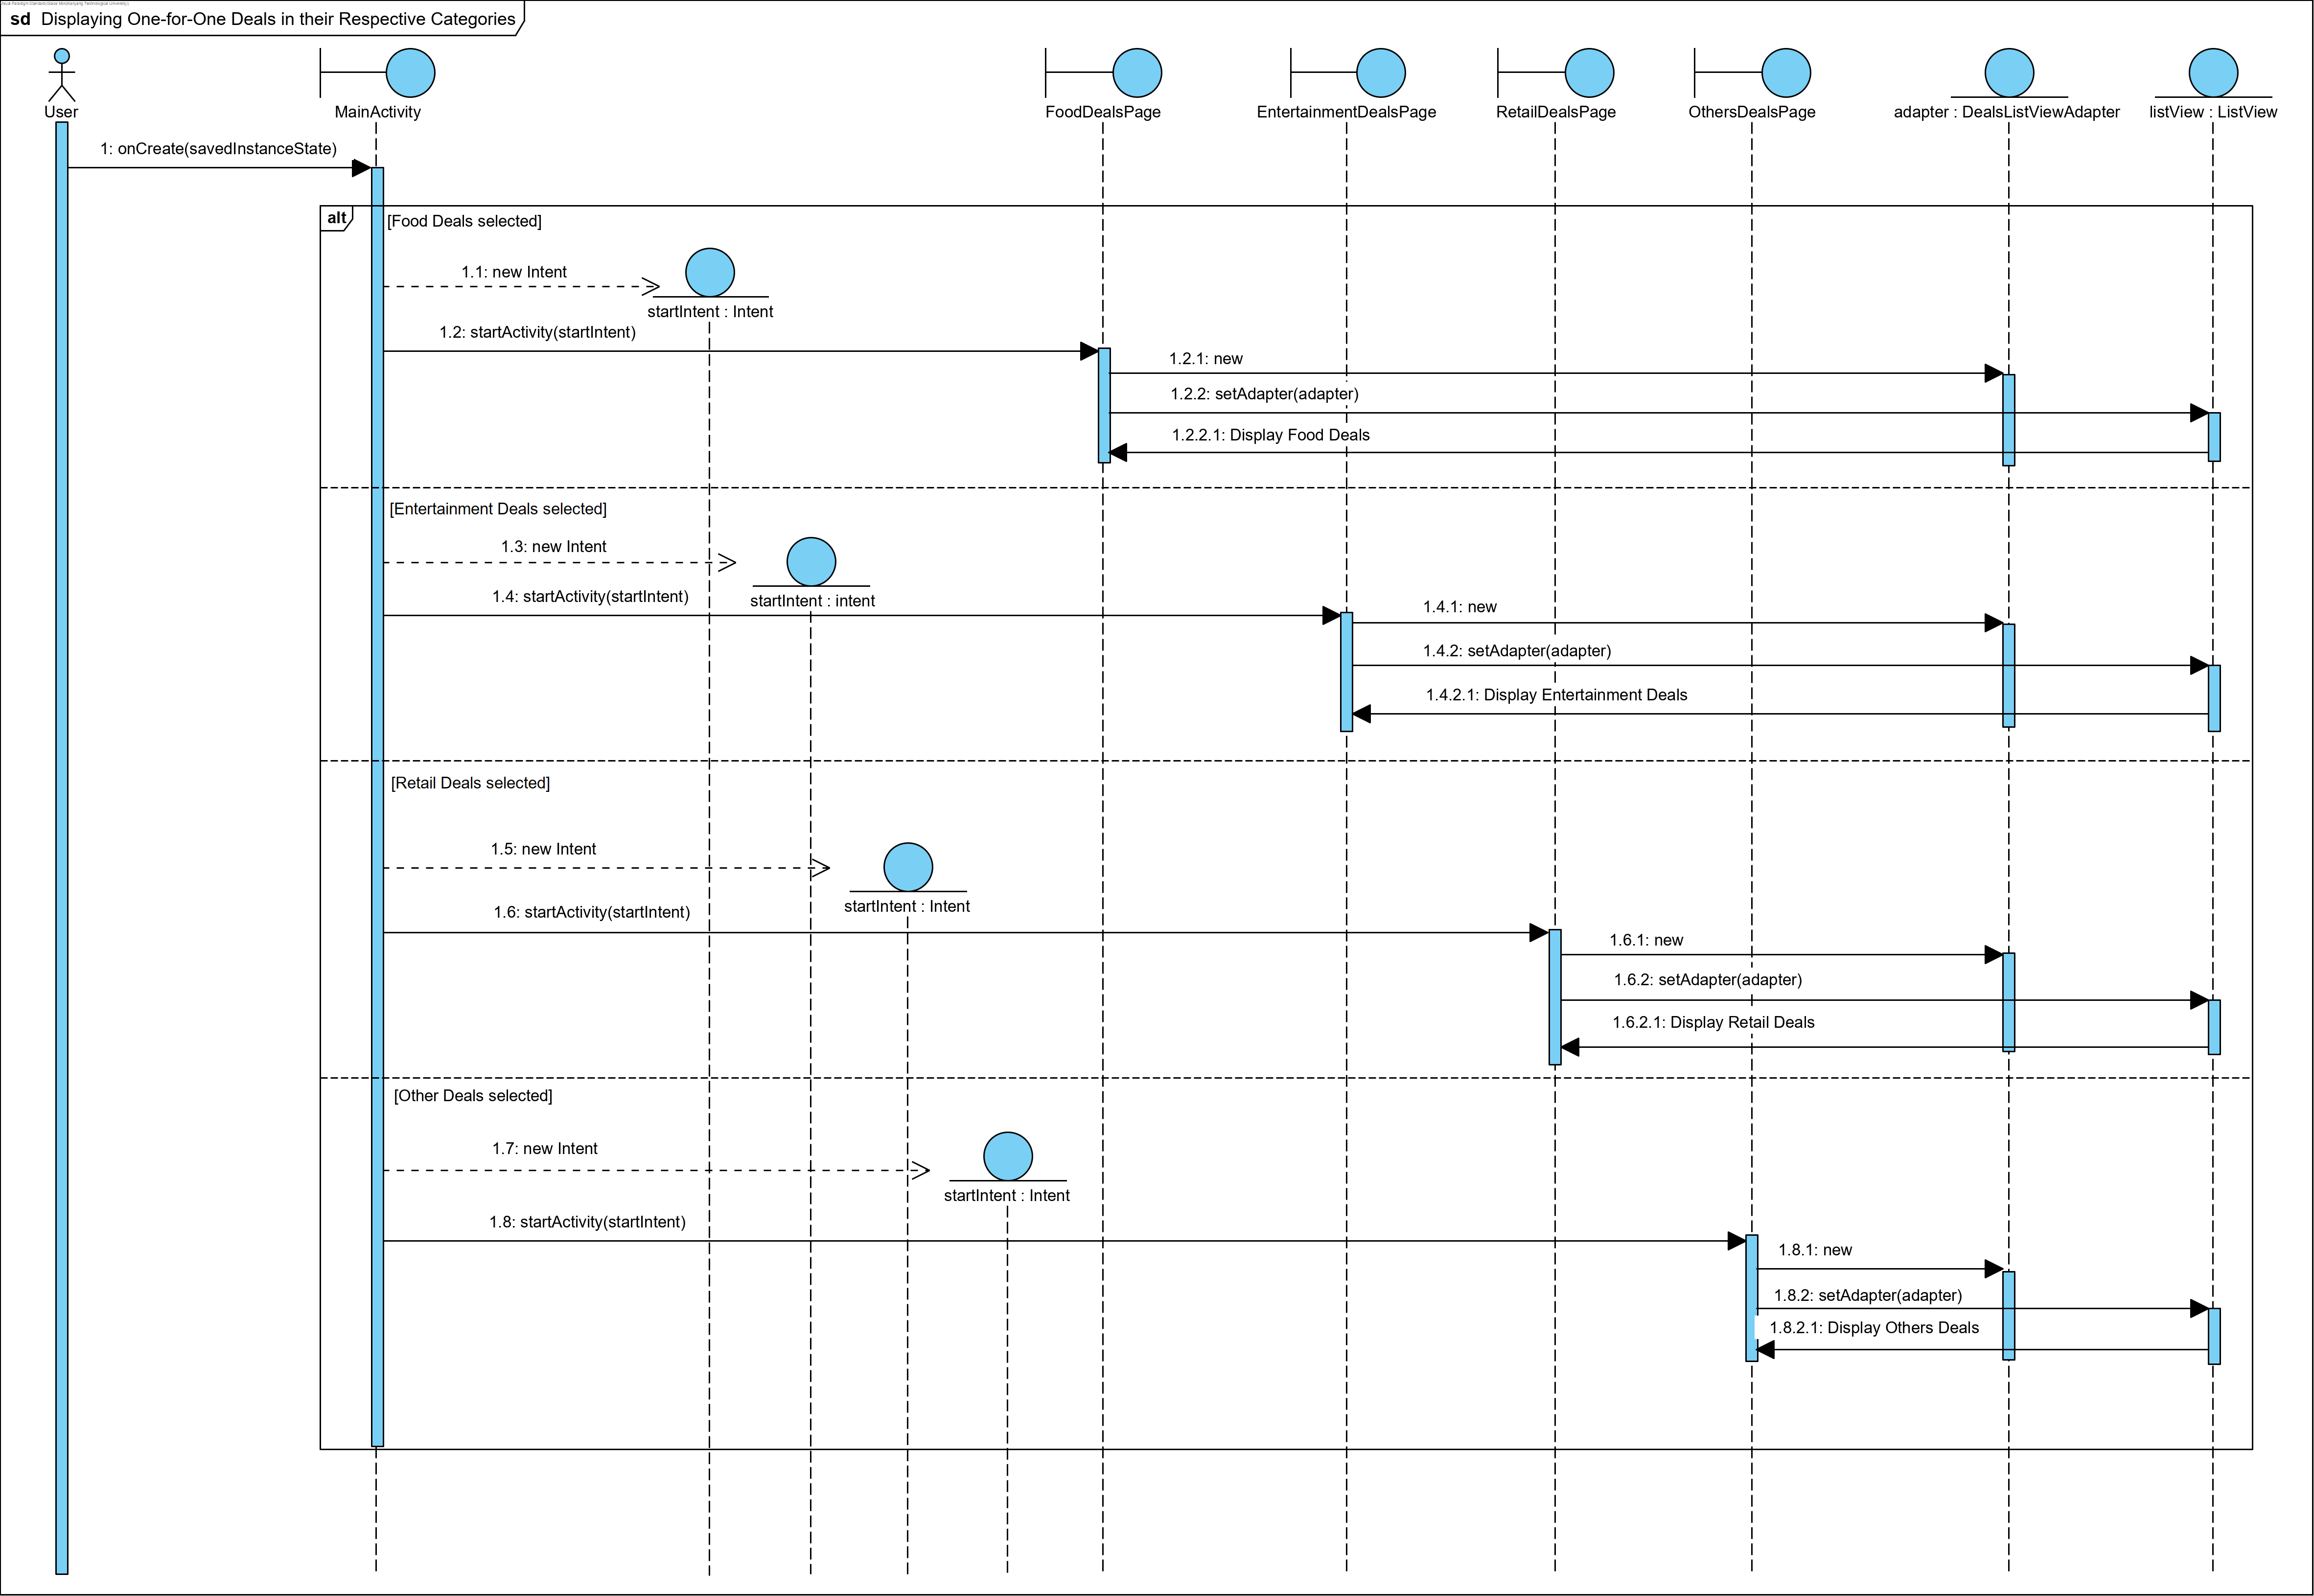 Visual Paradigm Standard(Nanyang Technological University)
sd Displaying One-for-One Deals in their Respective Categories
User
MainActivity
FoodDealsPage
EntertainmentDealsPage
RetailDealsPage
OthersDealsPage
adapter : DealsListViewAdapter
listView : ListView
1: onCreate(savedInstanceState)
alt
[Food Deals selected]
1.1: new Intent
startIntent : Intent
1.2: startActivity(startIntent)
1.2.1: new
1.2.2: setAdapter(adapter)
1.2.2.1: Display Food Deals
[Entertainment Deals selected]
1.3: new Intent
startIntent : intent
1.4: startActivity(startIntent)
1.4.1: new
1.4.2: setAdapter(adapter)
1.4.2.1: Display Entertainment Deals
[Retail Deals selected]
1.5: new Intent
startIntent : Intent
1.6: startActivity(startIntent)
1.6.1: new
1.6.2: setAdapter(adapter)
1.6.2.1: Display Retail Deals
[Other Deals selected]
1.7: new Intent
startIntent : Intent
1.8: startActivity(startIntent)
1.8.1: new
1.8.2: setAdapter(adapter)
1.8.2.1: Display Others Deals